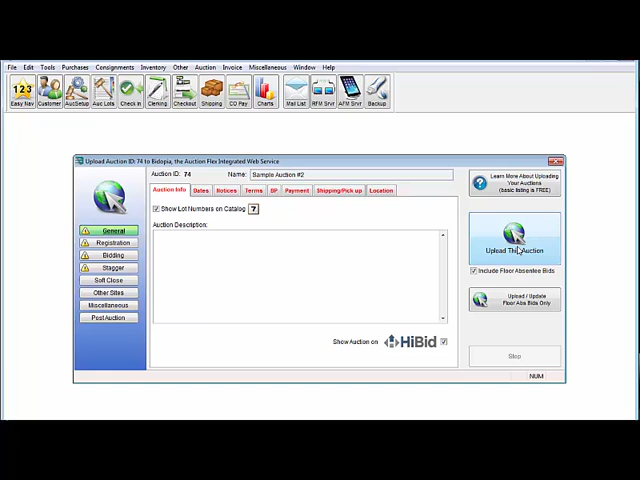 File Edit Tools Purchases Consignments Inventory Other Auction Invoice Miscellaneous Window Help
1 2 3
Easy Nav Customer AucSetup Auc Lots Check In Clerking Checkout Shipping CO Pay Charts Mail List RFM Srvr AFM Srvr Backup
Upload Auction ID: 74 to Bidopia, the Auction Flex Integrated Web Service
Auction ID: 74 Name: Sample Auction #2
Auction Info Dates Notices Terms BP Payment Shipping/Pick up Location
Show Lot Numbers on Catalog ?
Auction Description:
General
Registration
Bidding
Stagger
Soft Close
Other Sites
Miscellaneous
Post Auction
Show Auction on HiBid
Learn More About Uploading
Your Auctions
(basic listing is FREE)
Upload This Auction
Include Floor Absentee Bids
Upload / Update
Floor Abs Bids Only
Stop
NUM